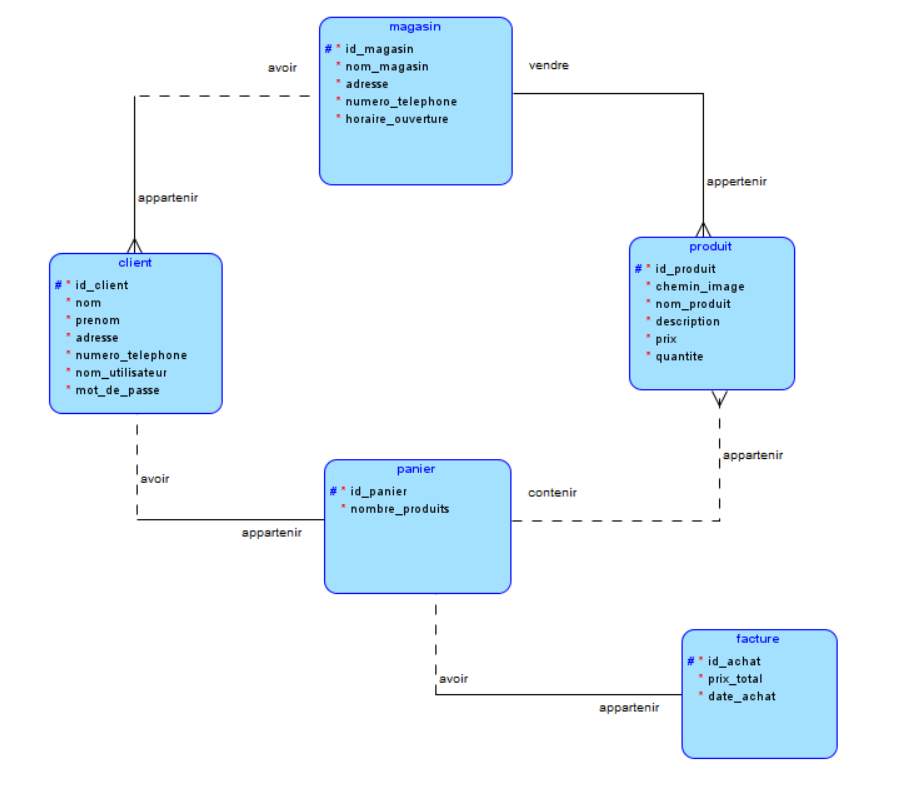 magasin
# * id_magasin
* nom_magasin
* adresse
* numero_telephone
* horaire_ouverture
avoir
vendre
appartenir
appertenir
client
# * id_client
* nom
* prenom
* adresse
* numero_telephone
* nom_utilisateur
* mot_de_passe
produit
# * id_produit
* chemin_image
* nom_produit
* description
* prix
* quantite
avoir
appartenir
panier
# * id_panier
* nombre_produits
contenir
appartenir
avoir
appartenir
facture
# * id_achat
* prix_total
* date_achat